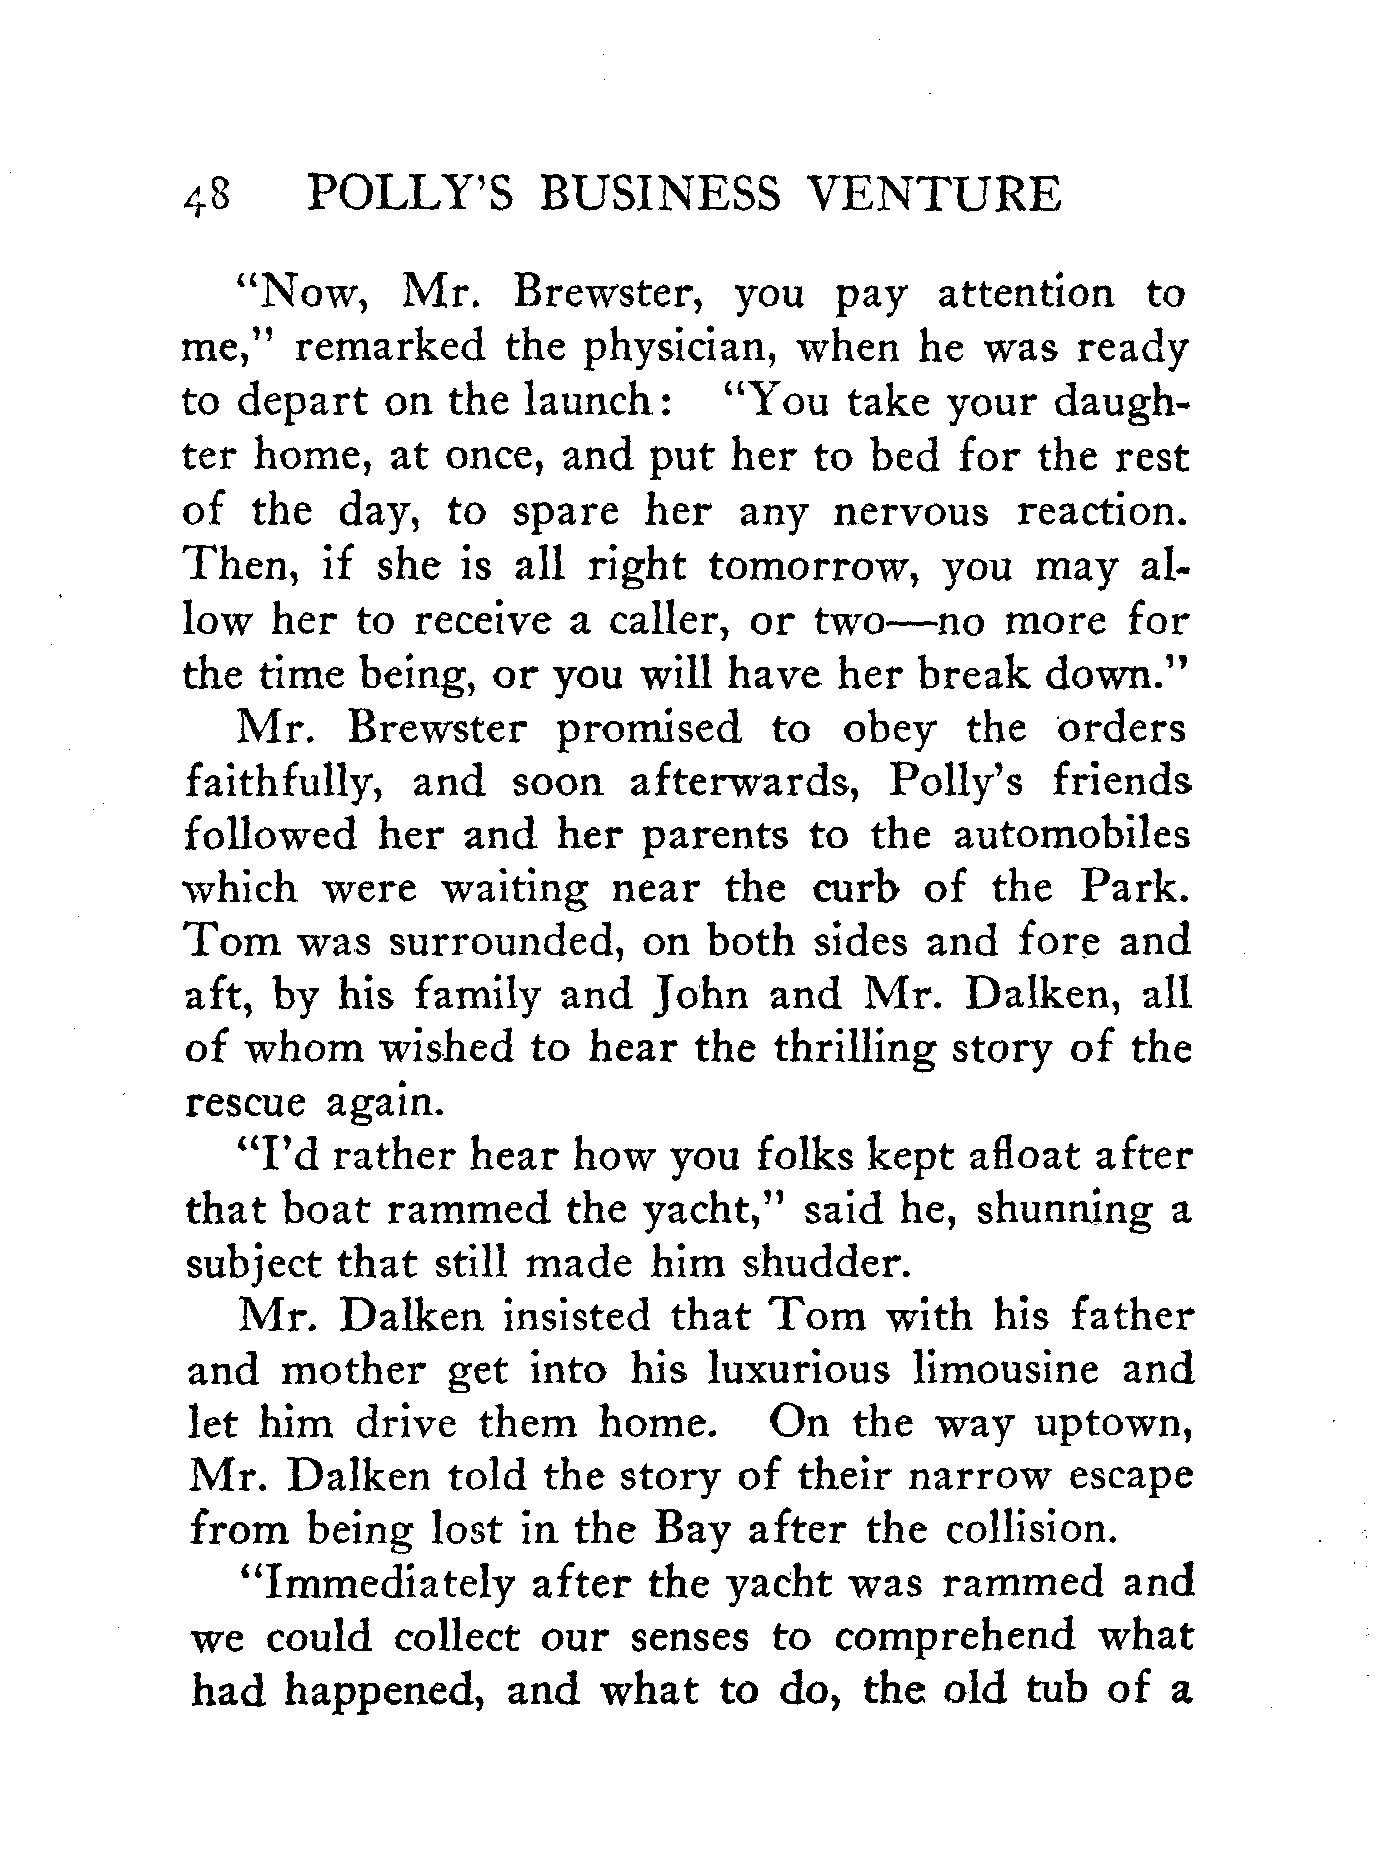 48 POLLY'S BUSINESS VENTURE
"Now, Mr. Brewster, you pay attention to
me," remarked the physician, when he was ready
to depart on the launch: "You take your daugh-
ter home, at once, and put her to bed for the rest
of the day, to spare her any nervous reaction.
Then, if she is all right tomorrow, you may al-
low her to receive a caller, or two—no more for
the time being, or you will have her break down."
Mr. Brewster promised to obey the orders
faithfully, and soon afterwards, Polly's friends
followed her and her parents to the automobiles
which were waiting near the curb of the Park.
Tom was surrounded, on both sides and fore and
aft, by his family and John and Mr. Dalken, all
of whom wished to hear the thrilling story of the
rescue again.
"I'd rather hear how you folks kept afloat after
that boat rammed the yacht," said he, shunning a
subject that still made him shudder.
Mr. Dalken insisted that Tom with his father
and mother get into his luxurious limousine and
let him drive them home. On the way uptown,
Mr. Dalken told the story of their narrow escape
from being lost in the Bay after the collision.
"Immediately after the yacht was rammed and
we could collect our senses to comprehend what
had happened, and what to do, the old tub of a